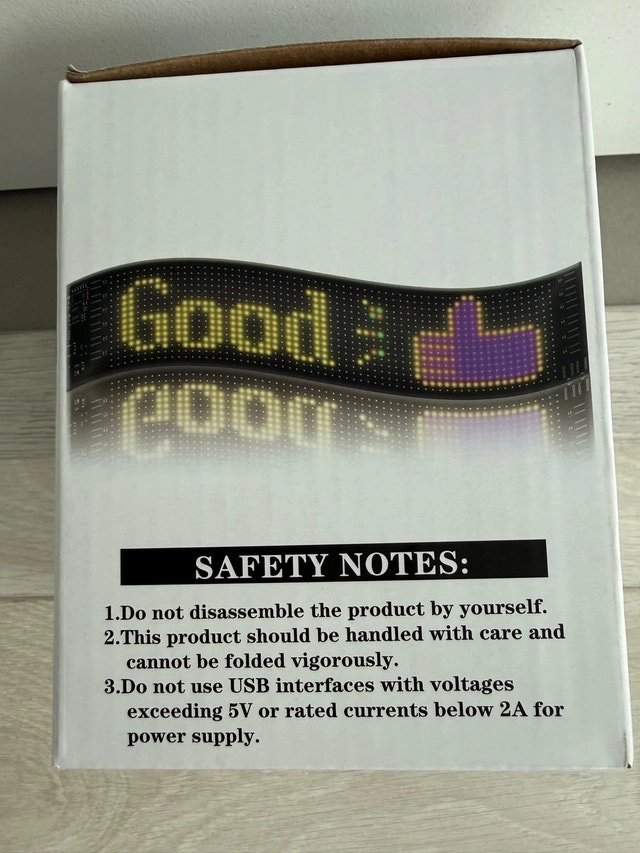 Good
SAFETY NOTES:
1.Do not disassemble the product by yourself.
2.This product should be handled with care and
cannot be folded vigorously.
3.Do not use USB interfaces with voltages
exceeding 5V or rated currents below 2A for
power supply.